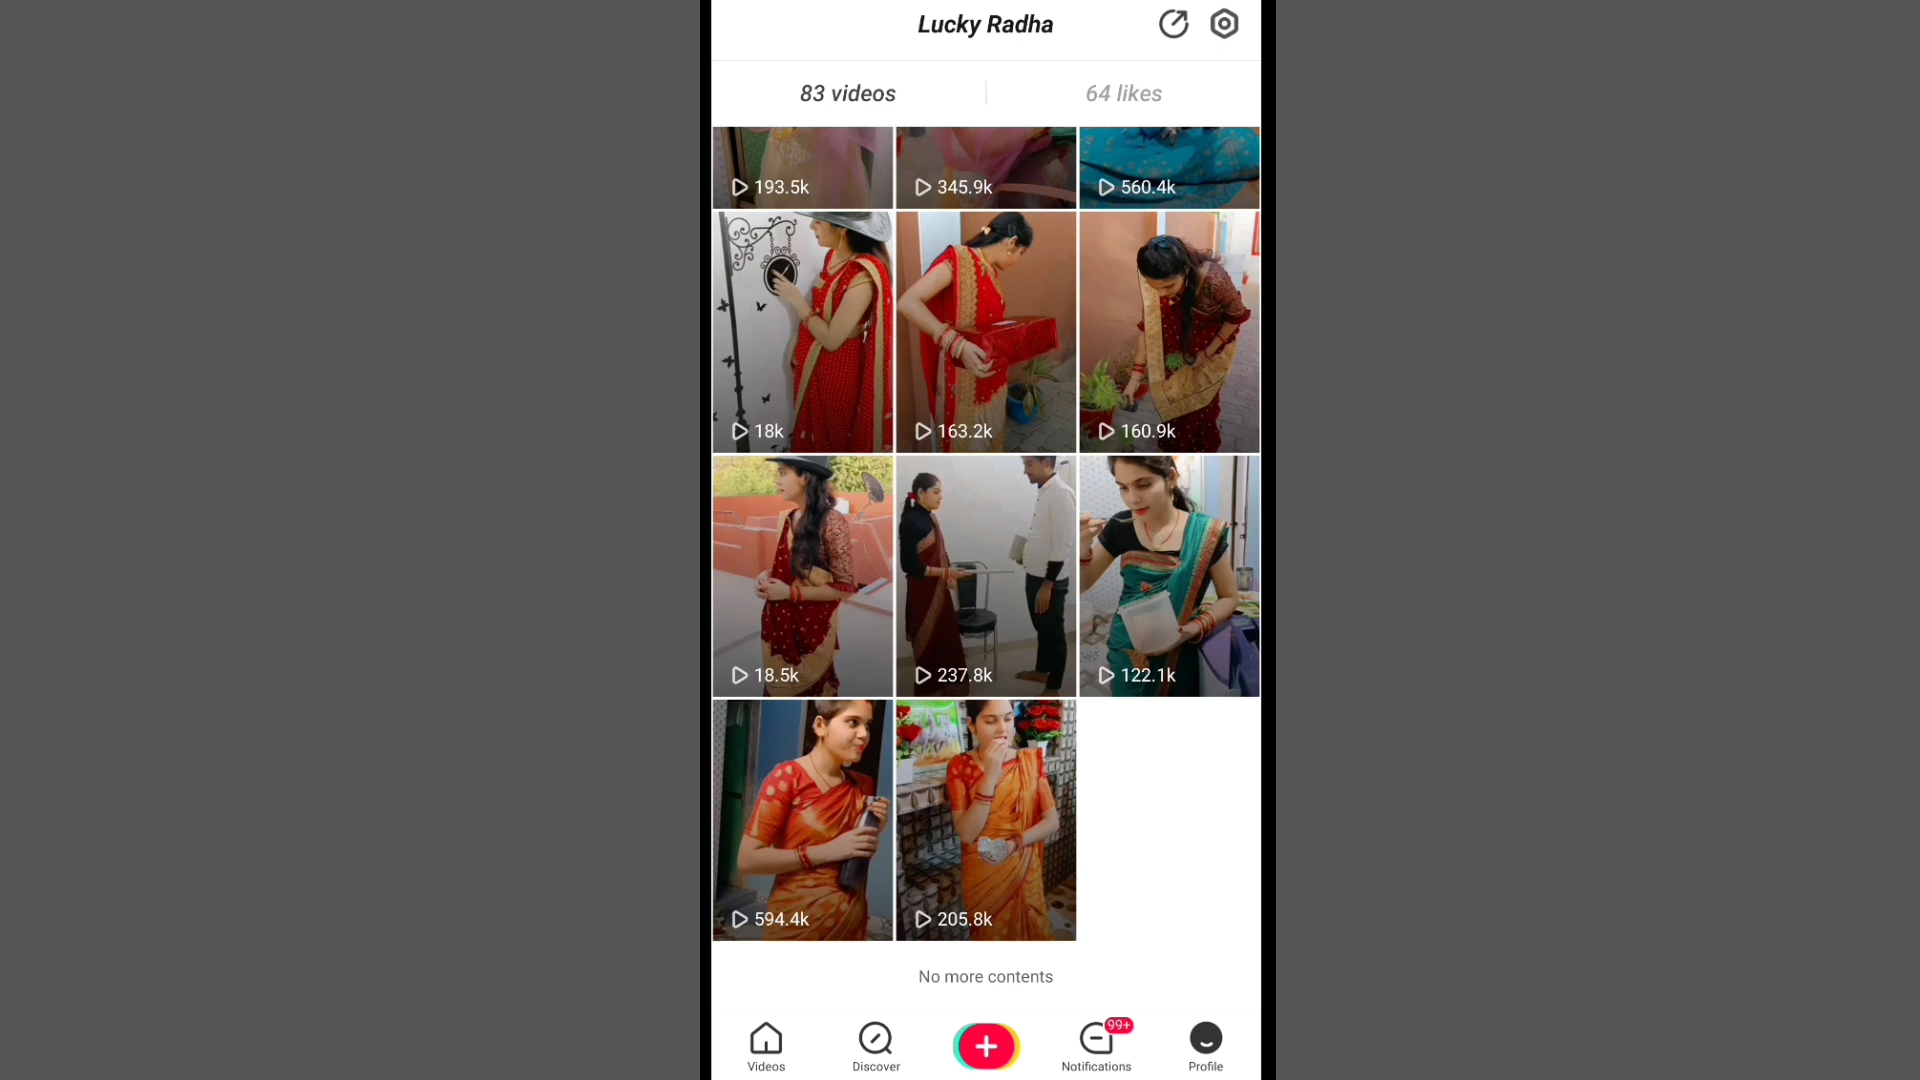 Lucky Radha
83 videos
64 likes
193.5k
345.9k
560.4k
18k
163.2k
160.9k
18.5k
237.8k
122.1k
594.4k
205.8k
No more contents
99+
Videos
Discover
Notifications
Profile